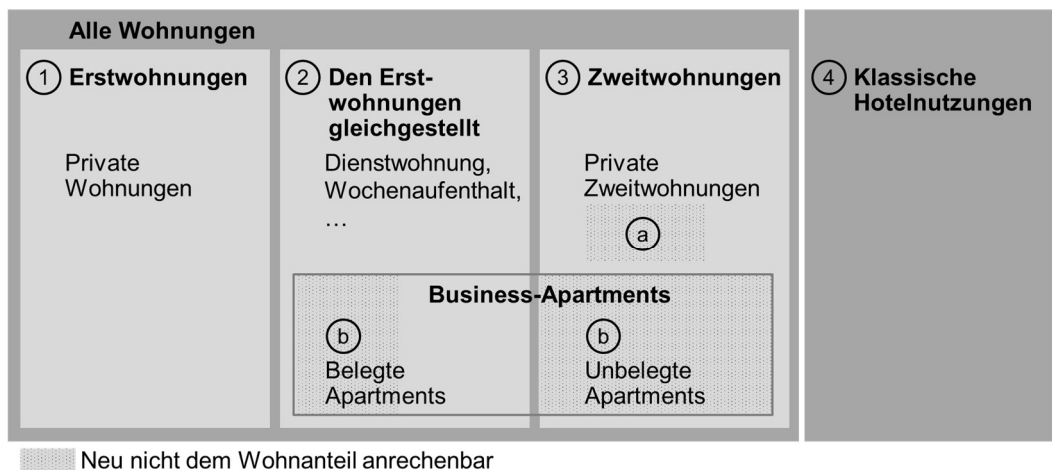 Alle Wohnungen
1 Erstwohnungen
Private
Wohnungen
2 Den Erst-
wohnungen
gleichgestellt
Dienstwohnung,
Wochenaufenthalt,
…
3 Zweitwohnungen
Private
Zweitwohnungen
a
4 Klassische
Hotelnutzungen
Business-Apartments
b
Belegte
Apartments
b
Unbelegte
Apartments
Neu nicht dem Wohnanteil anrechenbar